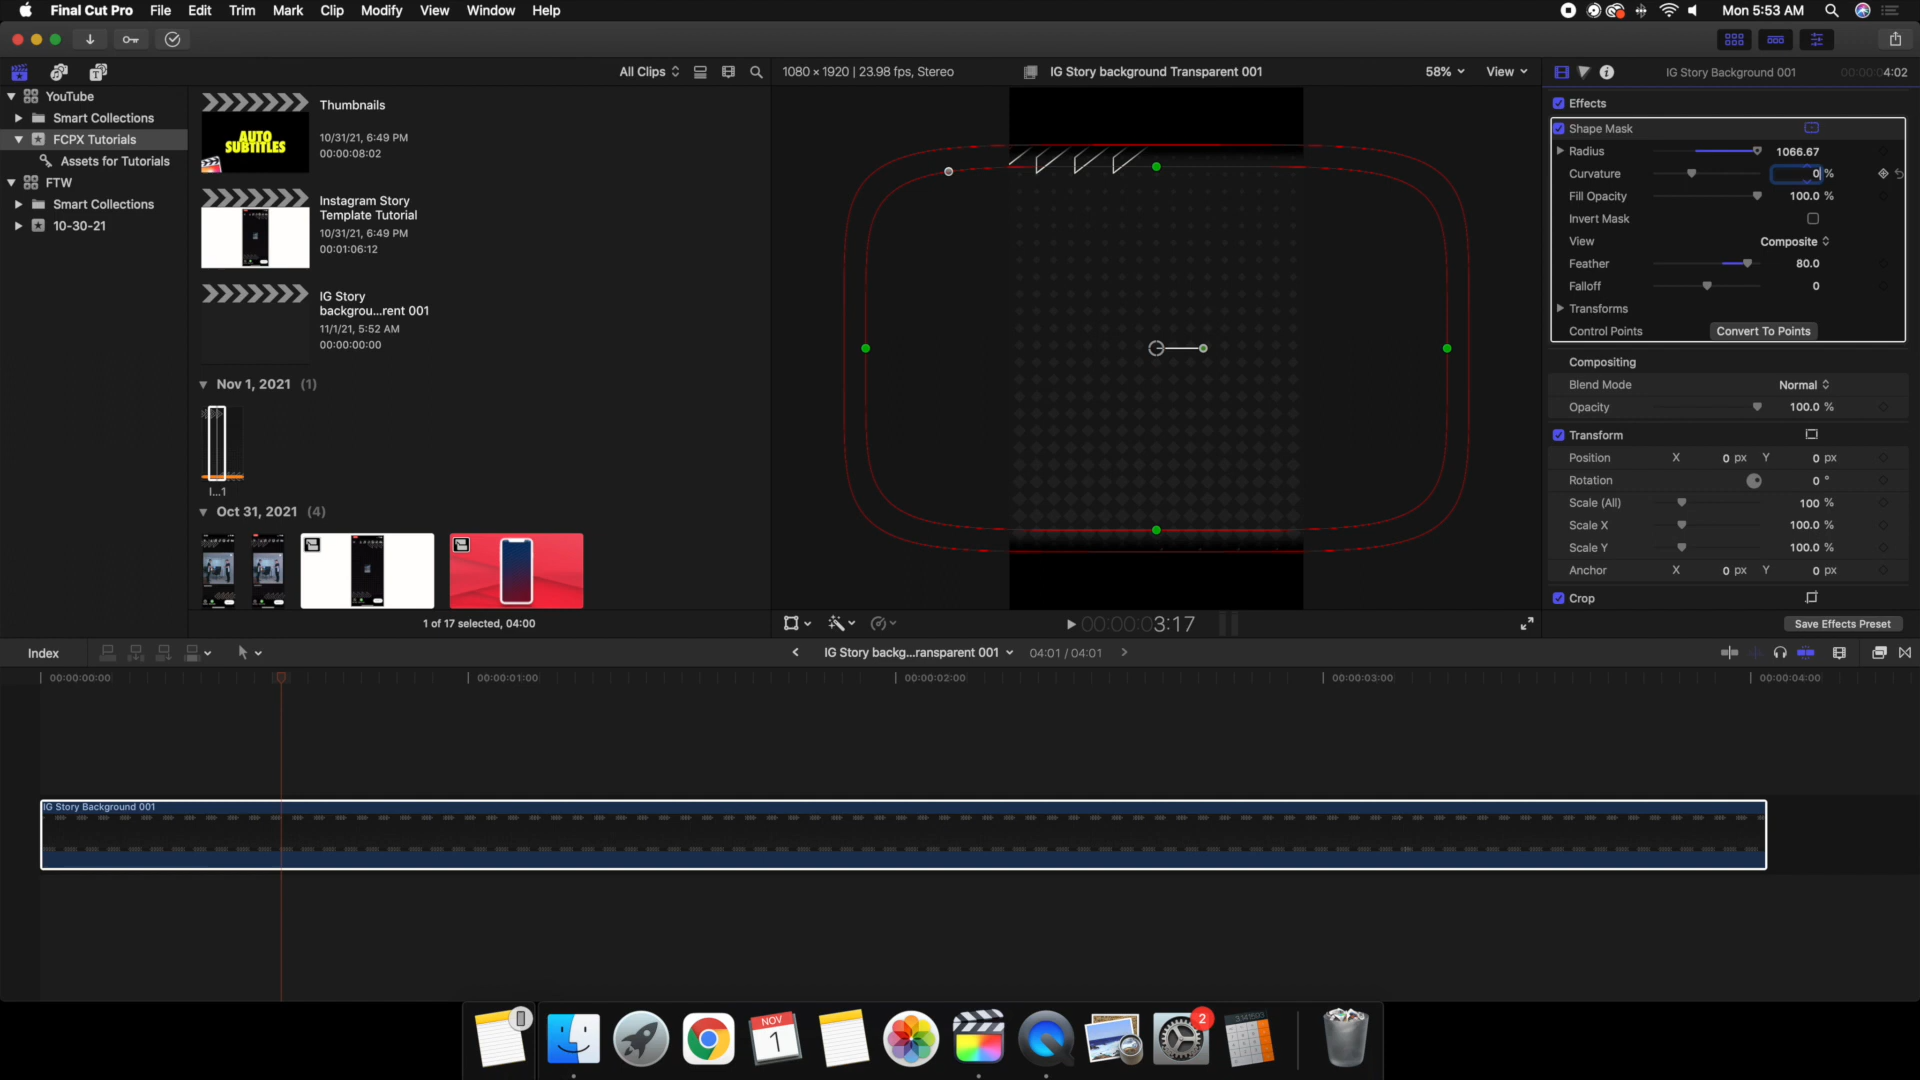 Final Cut Pro File Edit Trim Mark Clip Modify View Window Help Mon 5:53 AM
All Clips 1080 × 1920 | 23.98 fps, Stereo IG Story background Transparent 001 58% View IG Story Background 001 00:00:04:02
YouTube
Smart Collections
FCPX Tutorials
Assets for Tutorials
FTW
Smart Collections
10-30-21
AUTO
SUBTITLES
Thumbnails
10/31/21, 6:49 PM
00:00:08:02
Instagram Story
Template Tutorial
10/31/21, 6:49 PM
00:01:06:12
IG Story
backgrou...rent 001
11/1/21, 5:52 AM
00:00:00:00
Nov 1, 2021 (1)
I...1
Oct 31, 2021 (4)
1 of 17 selected, 04:00
00:00:03:17
Effects
Shape Mask
Radius 1066.67
Curvature 0 %
Fill Opacity 100.0 %
Invert Mask
View Composite
Feather 80.0
Falloff 0
Transforms
Control Points Convert To Points
Compositing
Blend Mode Normal
Opacity 100.0 %
Transform
Position X 0 px Y 0 px
Rotation 0 °
Scale (All) 100 %
Scale X 100.0 %
Scale Y 100.0 %
Anchor X 0 px Y 0 px
Crop
Save Effects Preset
Index IG Story backg...ransparent 001 04:01 / 04:01
00:00:00:00 00:00:01:00 00:00:02:00 00:00:03:00 00:00:04:00
IG Story Background 001
NOV
1
2